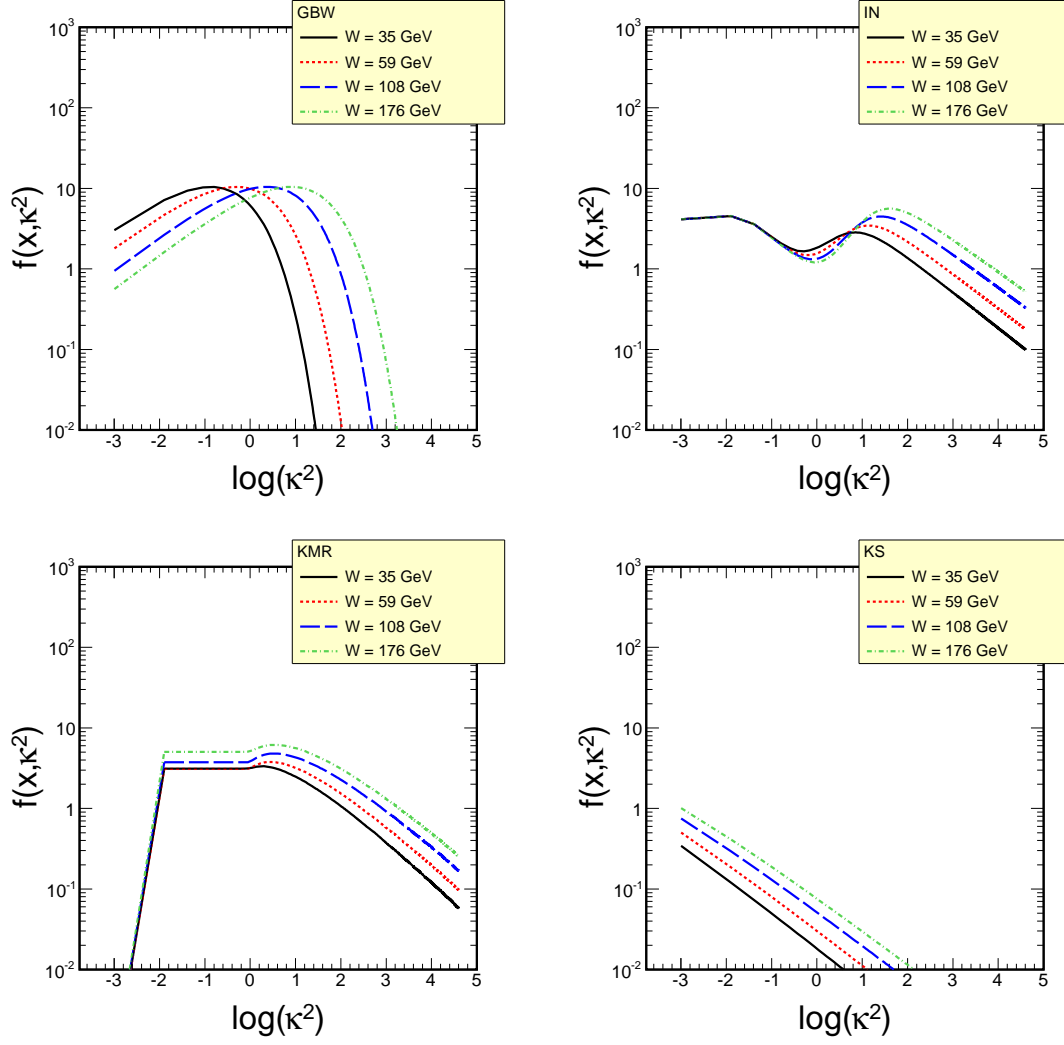 GBW
W = 35 GeV
W = 59 GeV
W = 108 GeV
W = 176 GeV
10³
10²
10
1
10⁻¹
10⁻²
f(x,κ²)
-3 -2 -1 0 1 2 3 4 5
log(κ²)
IN
W = 35 GeV
W = 59 GeV
W = 108 GeV
W = 176 GeV
10³
10²
10
1
10⁻¹
10⁻²
f(x,κ²)
-3 -2 -1 0 1 2 3 4 5
log(κ²)
KMR
W = 35 GeV
W = 59 GeV
W = 108 GeV
W = 176 GeV
10³
10²
10
1
10⁻¹
10⁻²
f(x,κ²)
-3 -2 -1 0 1 2 3 4 5
log(κ²)
KS
W = 35 GeV
W = 59 GeV
W = 108 GeV
W = 176 GeV
10³
10²
10
1
10⁻¹
10⁻²
f(x,κ²)
-3 -2 -1 0 1 2 3 4 5
log(κ²)